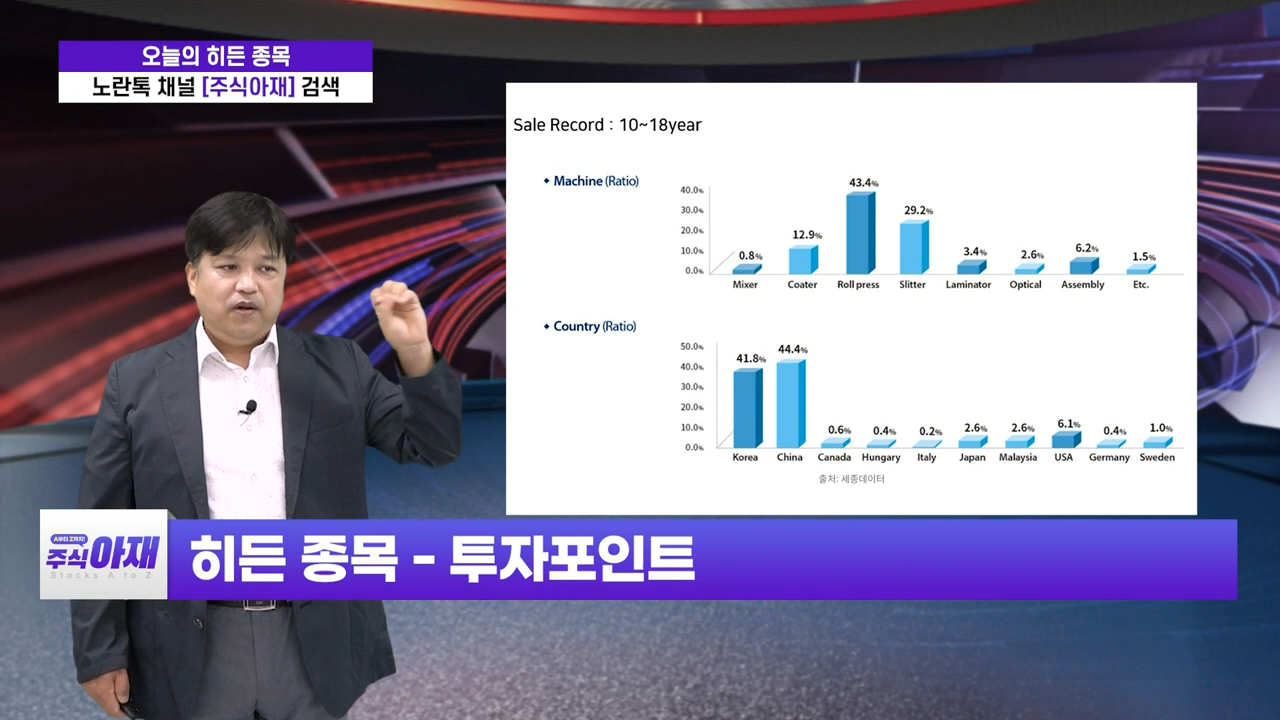 오늘의 히든 종목
노란톡 채널 [주식아재] 검색
Sale Record : 10~18year
◆ Machine (Ratio)
40.0%
30.0%
20.0%
10.0%
0.0%
0.8%
12.9%
43.4%
29.2%
3.4%
2.6%
6.2%
1.5%
Mixer Coater Roll press Slitter Laminator Optical Assembly Etc.
◆ Country (Ratio)
50.0%
40.0%
30.0%
20.0%
10.0%
0.0%
41.8%
44.4%
0.6%
0.4%
0.2%
2.6%
2.6%
6.1%
0.4%
1.0%
Korea China Canada Hungary Italy Japan Malaysia USA Germany Sweden
출처: 세종데이터
A부터 Z까지!
주식아재
Stocks A to Z
히든 종목 - 투자포인트